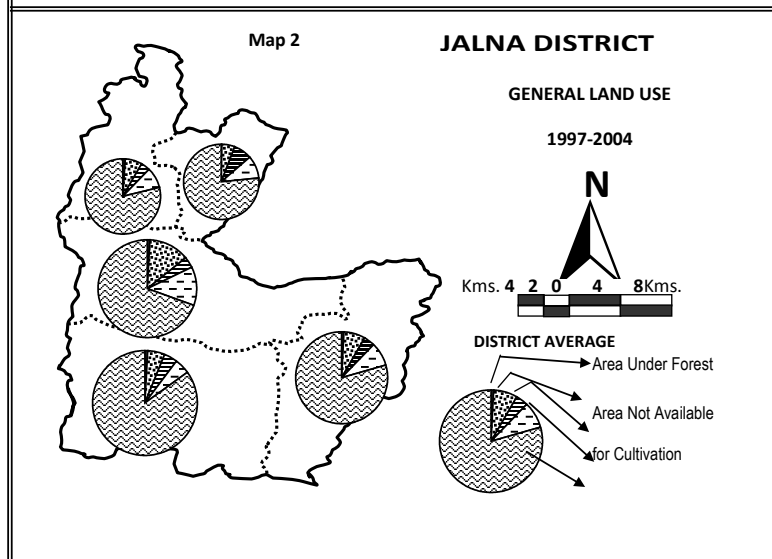 Map 2
JALNA DISTRICT
GENERAL LAND USE
1997-2004
N
Kms. 4 2 0 4 8Kms.
DISTRICT AVERAGE
Area Under Forest
Area Not Available
for Cultivation